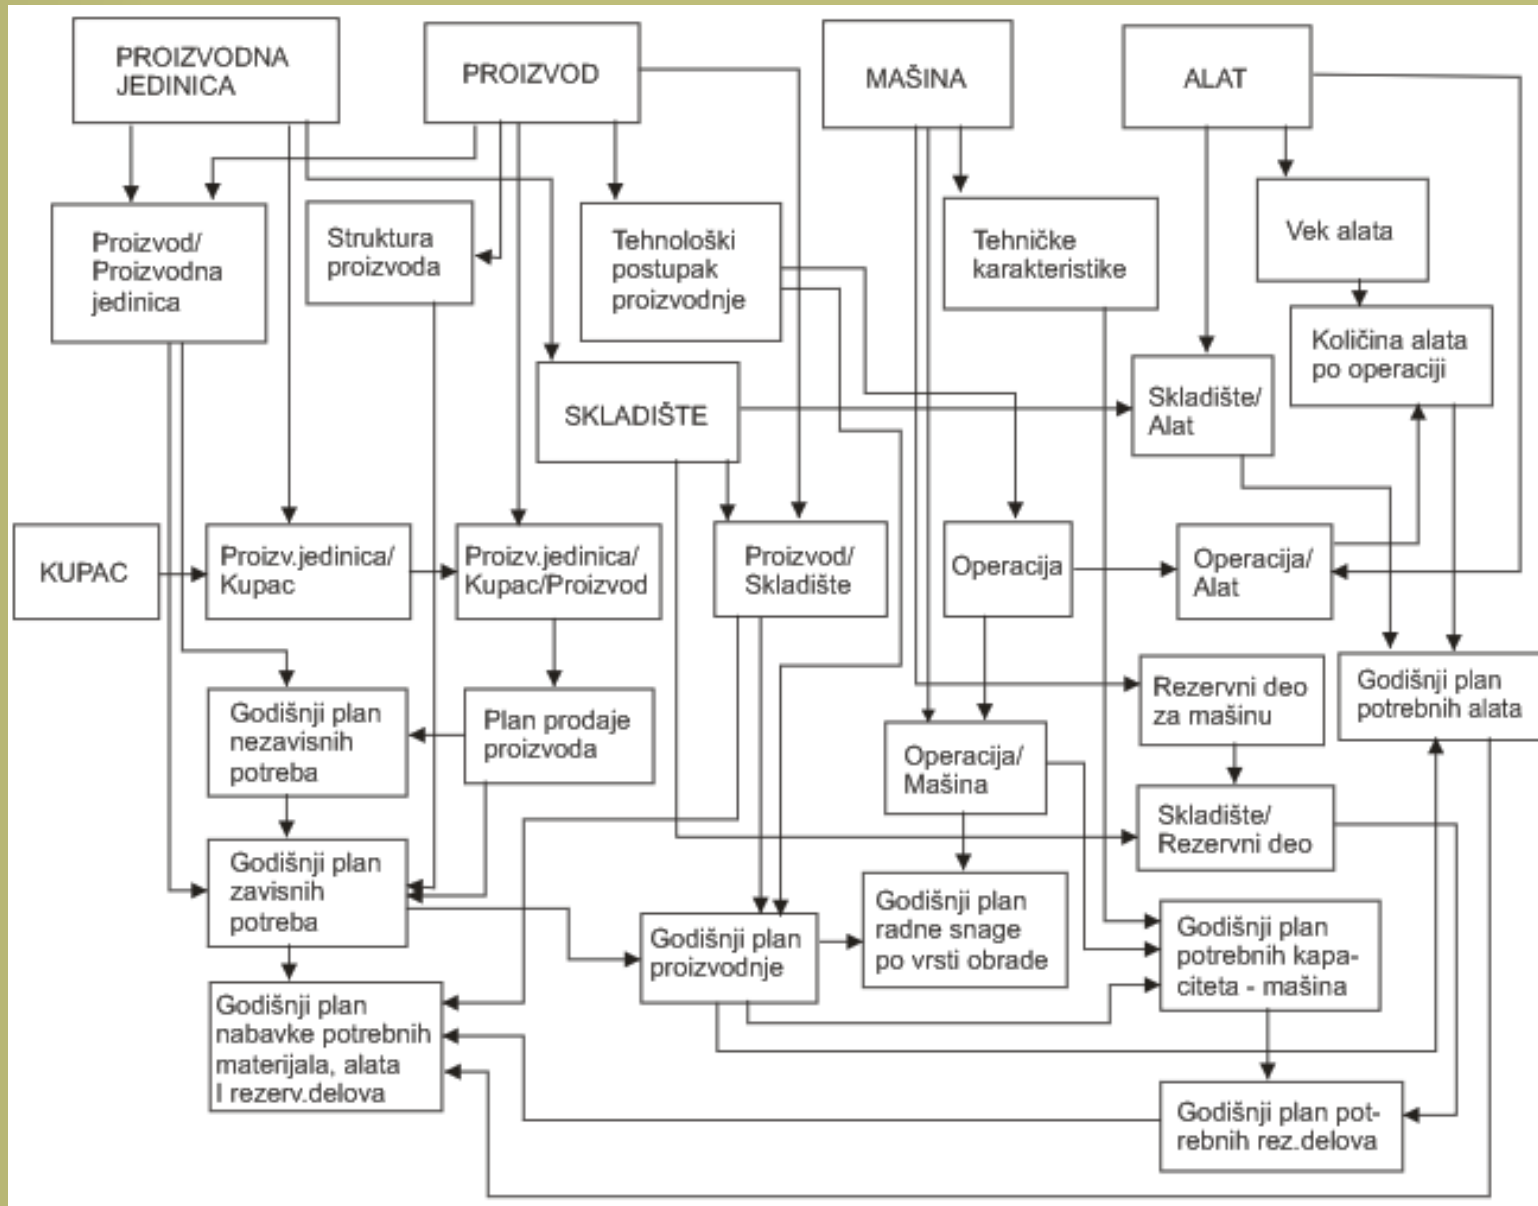 PROIZVODNA
JEDINICA
PROIZVOD
MAŠINA
ALAT
Proizvod/
Proizvodna
jedinica
Struktura
proizvoda
Tehnološki
postupak
proizvodnje
Tehničke
karakteristike
Vek alata
Količina alata
po operaciji
SKLADIŠTE
Skladište/
Alat
KUPAC
Proizv.jedinica/
Kupac
Proizv.jedinica/
Kupac/Proizvod
Proizvod/
Skladište
Operacija
Operacija/
Alat
Godišnji plan
nezavisnih
potreba
Plan prodaje
proizvoda
Operacija/
Mašina
Rezervni deo
za mašinu
Godišnji plan
potrebnih alata
Skladište/
Rezervni deo
Godišnji plan
zavisnih
potreba
Godišnji plan
proizvodnje
Godišnji plan
radne snage
po vrsti obrade
Godišnji plan
potrebnih kapa-
citeta - mašina
Godišnji plan
nabavke potrebnih
materijala, alata
I rezerv.delova
Godišnji plan pot-
rebnih rez.delova